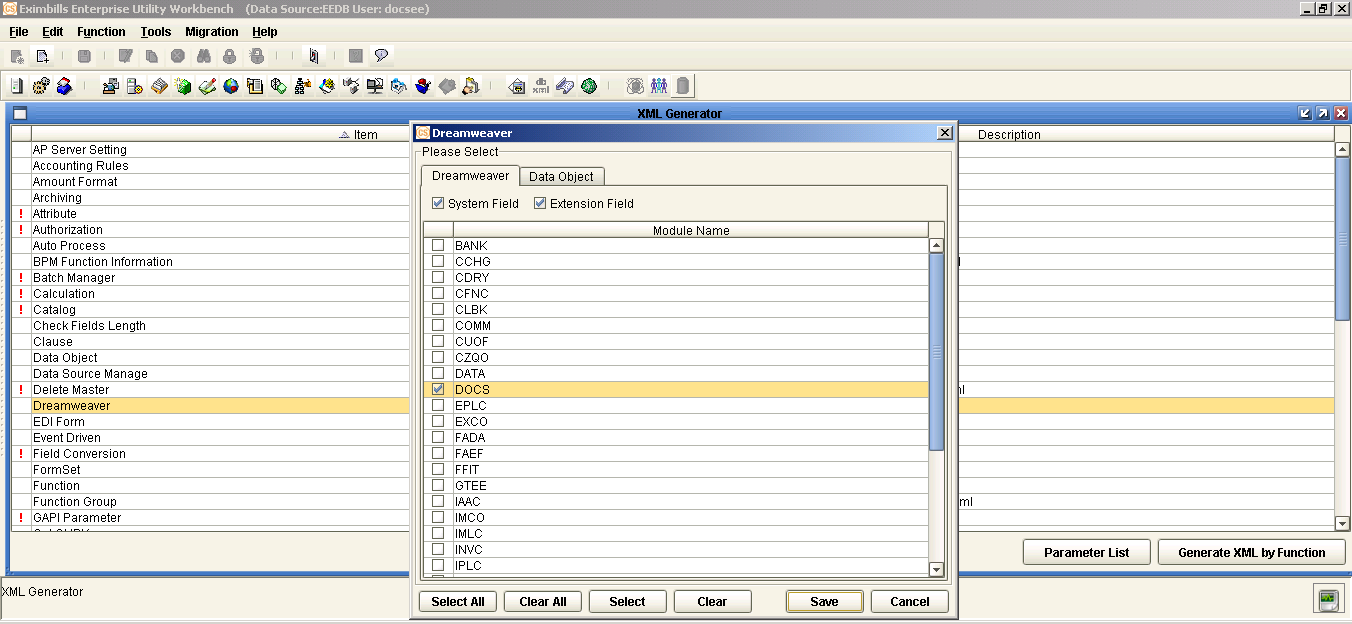 Eximbills Enterprise Utility Workbench (Data Source:EEDB User: docsee)
File Edit Function Tools Migration Help
XML Generator
Item
Description
AP Server Setting
Accounting Rules
Amount Format
Archiving
! Attribute
! Authorization
Auto Process
BPM Function Information
! Batch Manager
! Calculation
! Catalog
Check Fields Length
Clause
Data Object
Data Source Manage
! Delete Master
Dreamweaver
EDI Form
Event Driven
! Field Conversion
FormSet
Function
Function Group
! GAPI Parameter
Dreamweaver
Please Select
Dreamweaver Data Object
System Field Extension Field
Module Name
BANK
CCHG
CDRY
CFNC
CLBK
COMM
CUOF
CZQO
DATA
DOCS
EPLC
EXCO
FADA
FAEF
FFIT
GTEE
IAAC
IMCO
IMLC
INVC
IPLC
Select All Clear All Select Clear Save Cancel
Parameter List Generate XML by Function
XML Generator